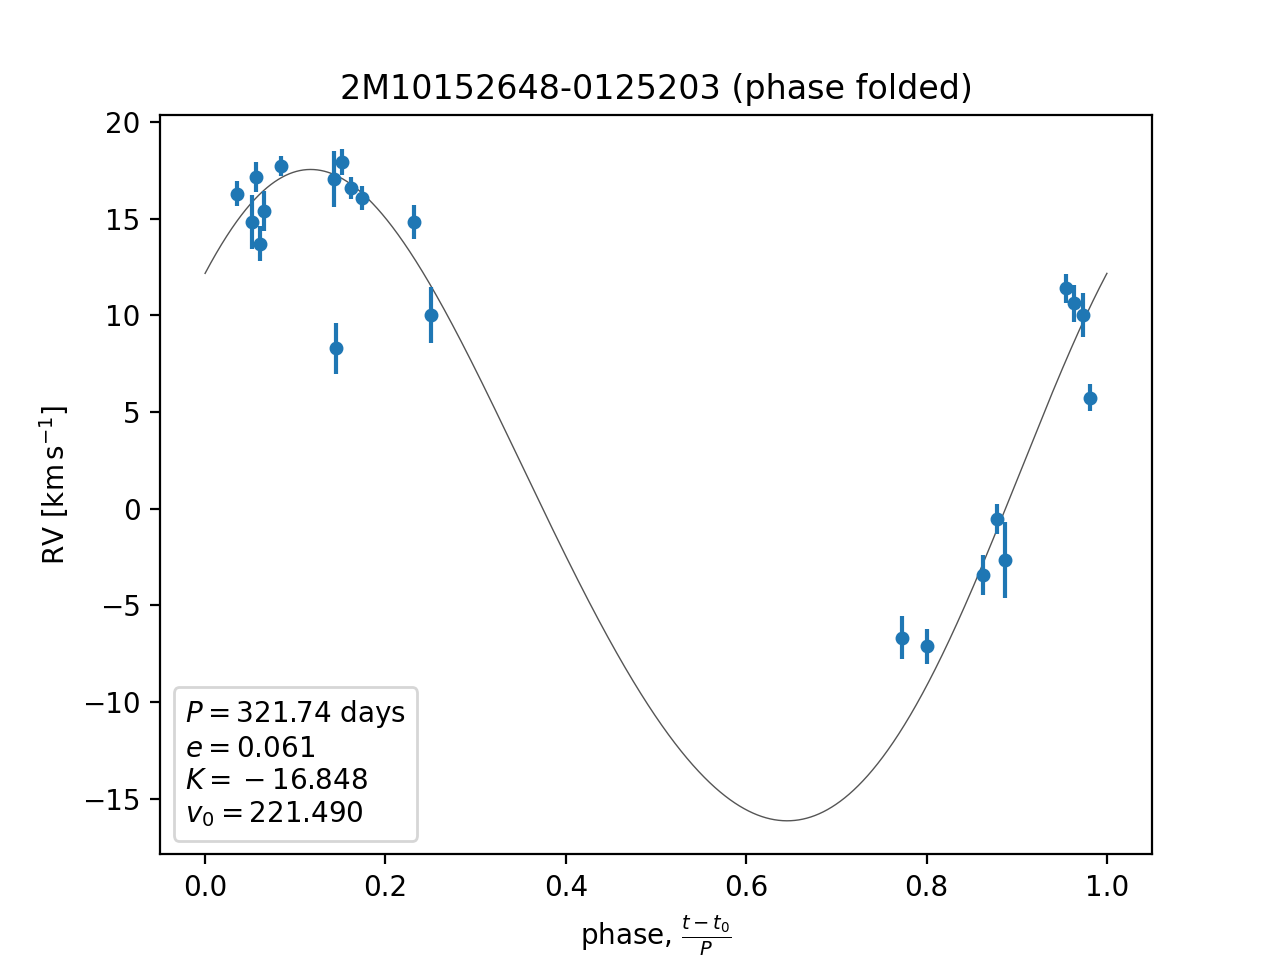 2M10152648-0125203 (phase folded)
20
15
10
5
0
−5
−10
−15
RV [km s⁻¹]
P = 321.74 days
e = 0.061
K = −16.848
v₀ = 221.490
0.0 0.2 0.4 0.6 0.8 1.0
phase, (t − t₀)/P